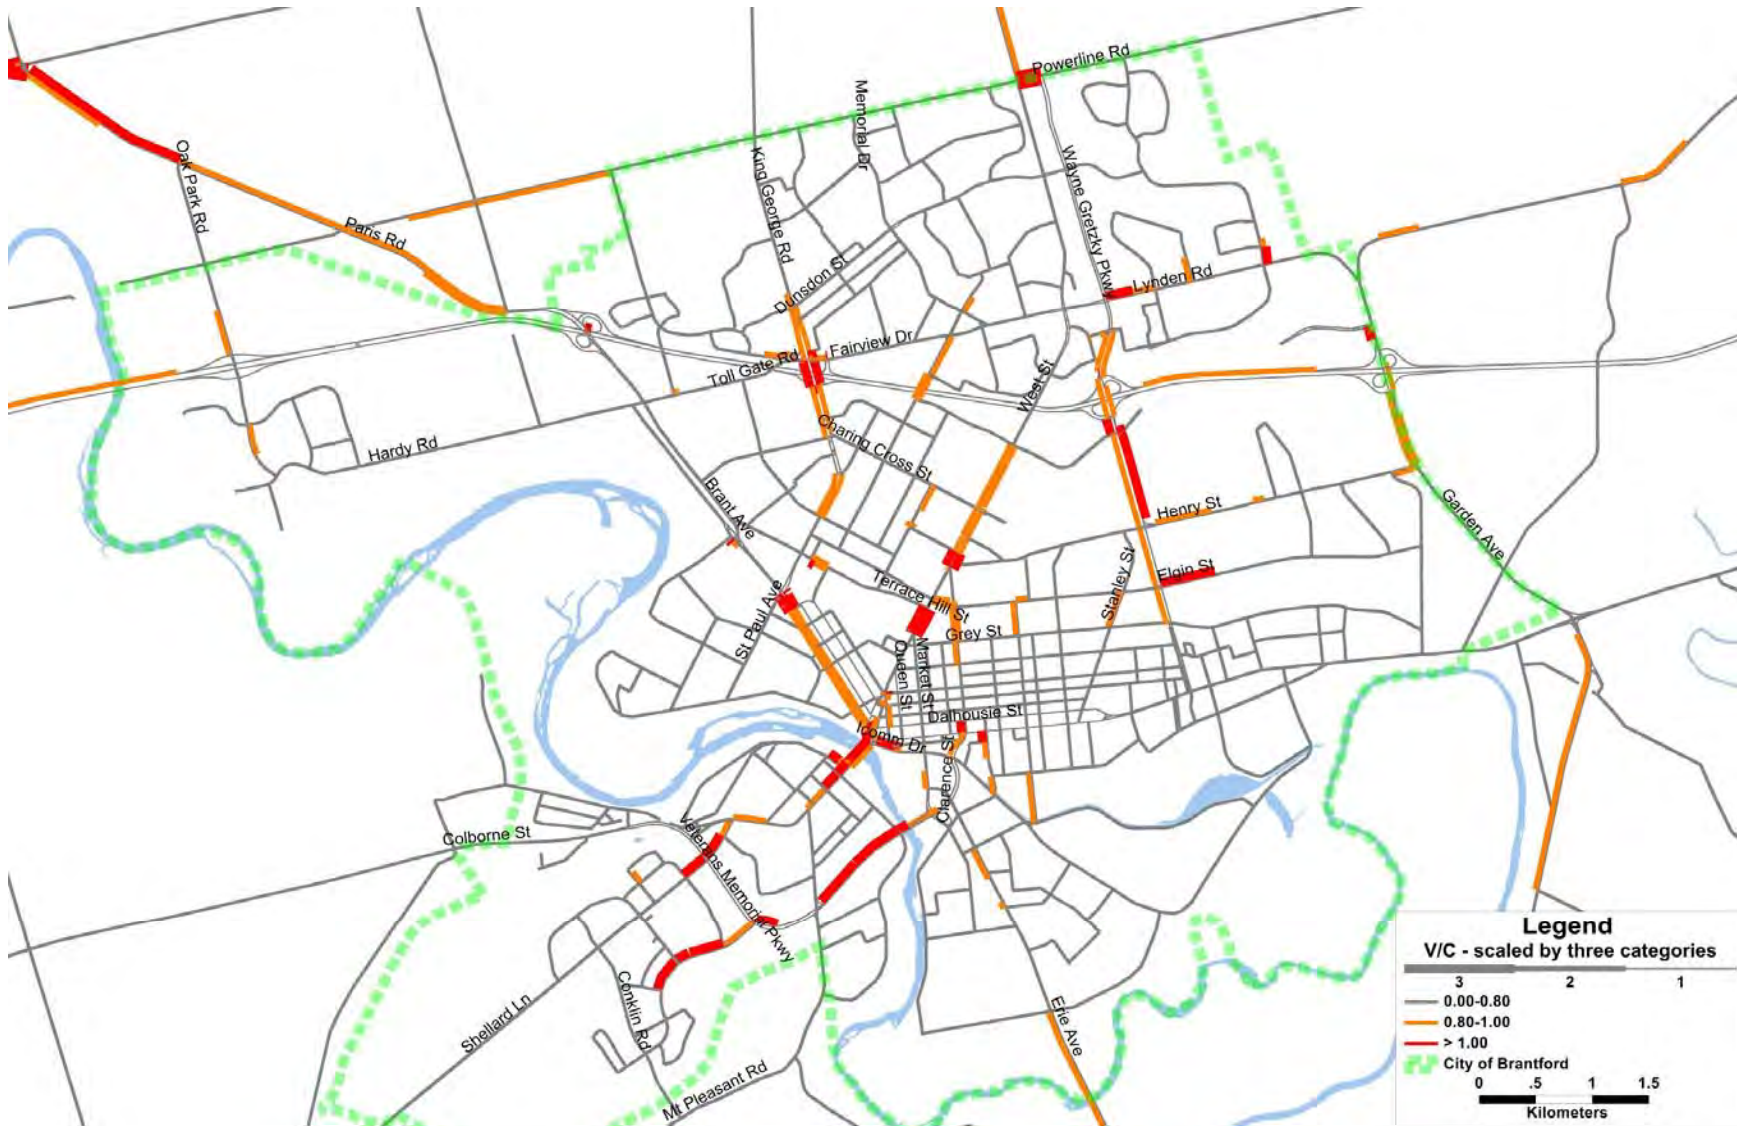 Powerline Rd
Memorial Dr
Oak Park Rd
King George Rd
Wayne Gretzky Pkwy
Paris Rd
Dunsdon St
Lynden Rd
Fairview Dr
Toll Gate Rd
West St
Charing Cross St
Hardy Rd
Brant Ave
Henry St
Garden Ave
Stanley St
Elgin St
Terrace Hill St
St Paul Ave
Grey St
Queen St
Market St
Dalhousie St
Icomm Dr
Clarence St
Colborne St
Veterans Memorial Pkwy
Shellard Ln
Conklin Rd
Erie Ave
Mt Pleasant Rd
Legend
V/C - scaled by three categories
3 2 1
0.00-0.80
0.80-1.00
> 1.00
City of Brantford
0 .5 1 1.5
Kilometers